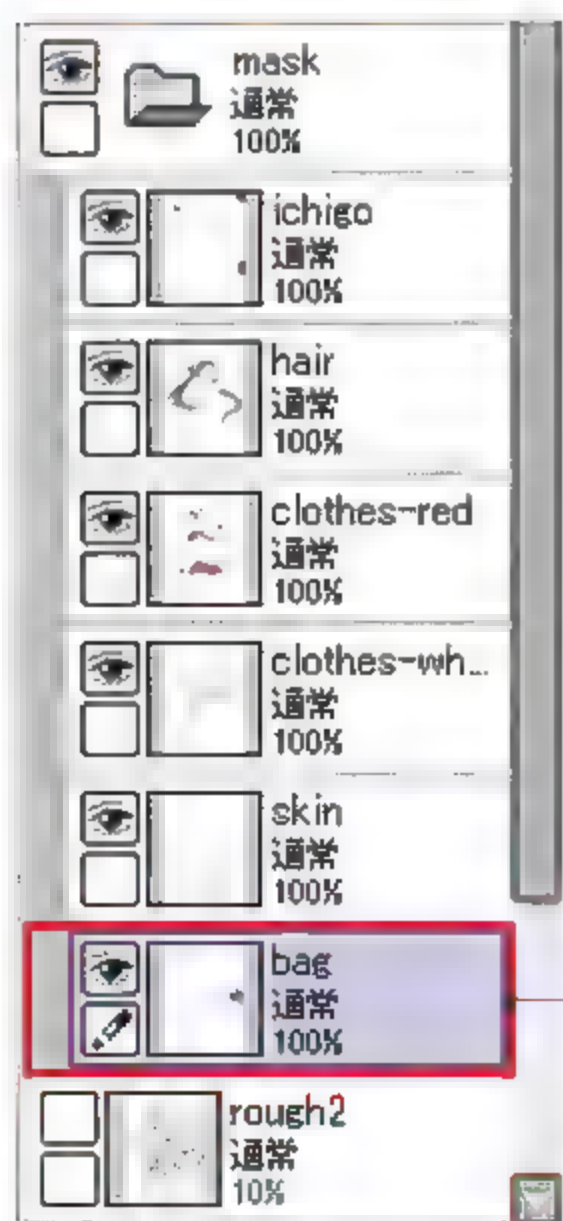 mask
通常
100%
ichigo
通常
100%
hair
通常
100%
clothes-red
通常
100%
clothes-wh...
通常
100%
skin
通常
100%
bag
通常
100%
rough2
通常
10%